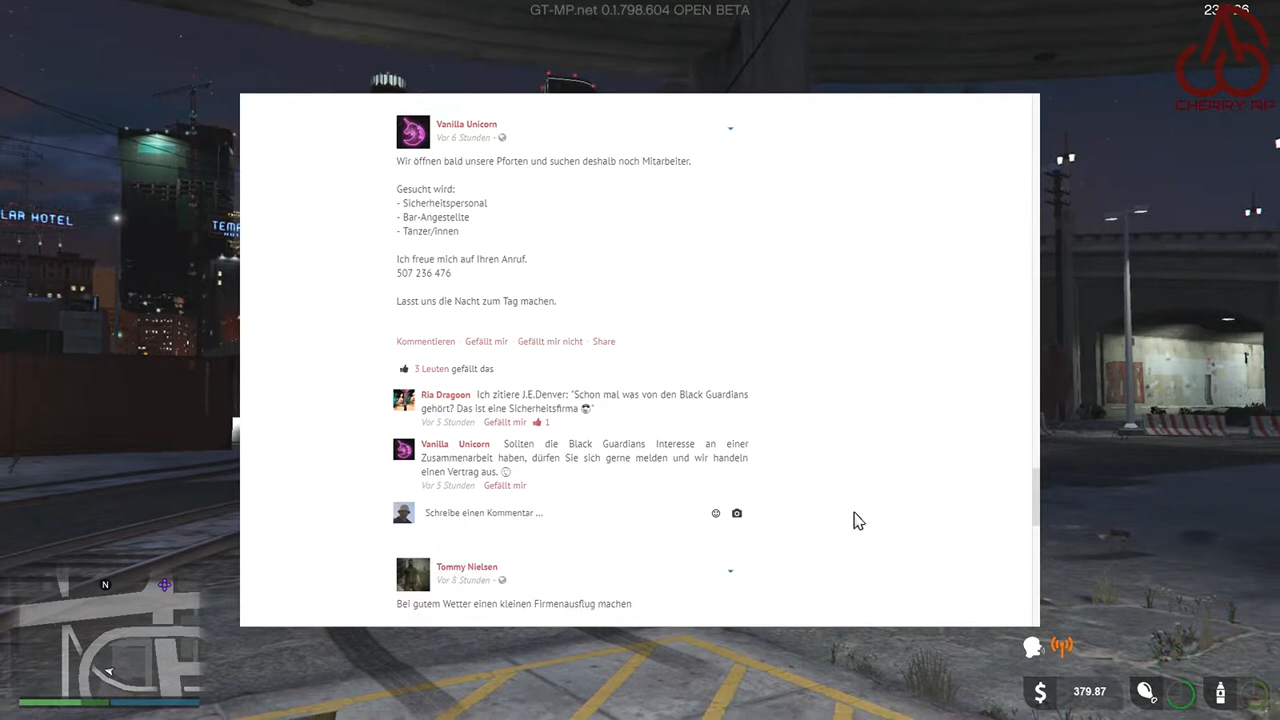 GT-MP.net 0.1.798.604 OPEN BETA
CHERRY RP
LAR HOTEL
TEMP
Vanilla Unicorn
Vor 6 Stunden -
Wir öffnen bald unsere Pforten und suchen deshalb noch Mitarbeiter.
Gesucht wird:
- Sicherheitspersonal
- Bar-Angestellte
- Tänzer/innen
Ich freue mich auf Ihren Anruf.
507 236 476
Lasst uns die Nacht zum Tag machen.
Kommentieren · Gefällt mir · Gefällt mir nicht · Share
3 Leuten gefällt das
Ria Dragoon Ich zitiere J.E.Denver: "Schon mal was von den Black Guardians
gehört? Das ist eine Sicherheitsfirma 😎"
Vor 5 Stunden Gefällt mir 1
Vanilla Unicorn Sollten die Black Guardians Interesse an einer
Zusammenarbeit haben, dürfen Sie sich gerne melden und wir handeln
einen Vertrag aus. 🙂
Vor 5 Stunden Gefällt mir
Schreibe einen Kommentar ...
Tommy Nielsen
Vor 8 Stunden -
Bei gutem Wetter einen kleinen Firmenausflug machen
N
$ 379.87